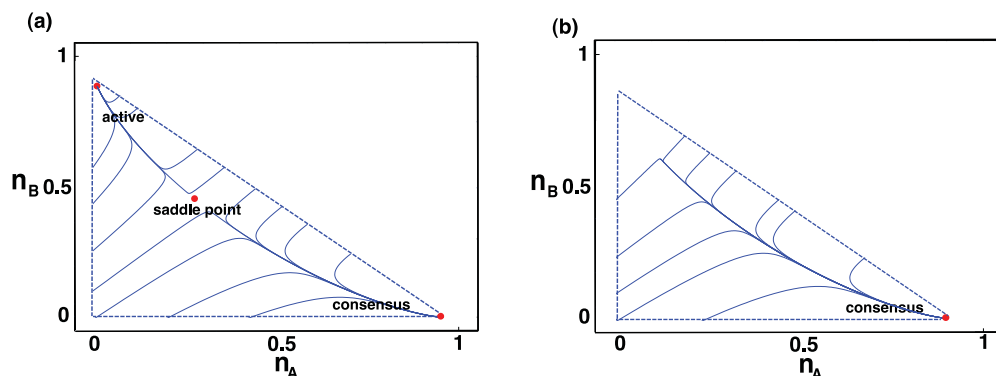 (a)
1
active
n_B 0.5
saddle point
consensus
0
0 0.5 1
n_A
(b)
1
n_B 0.5
consensus
0
0 0.5 1
n_A